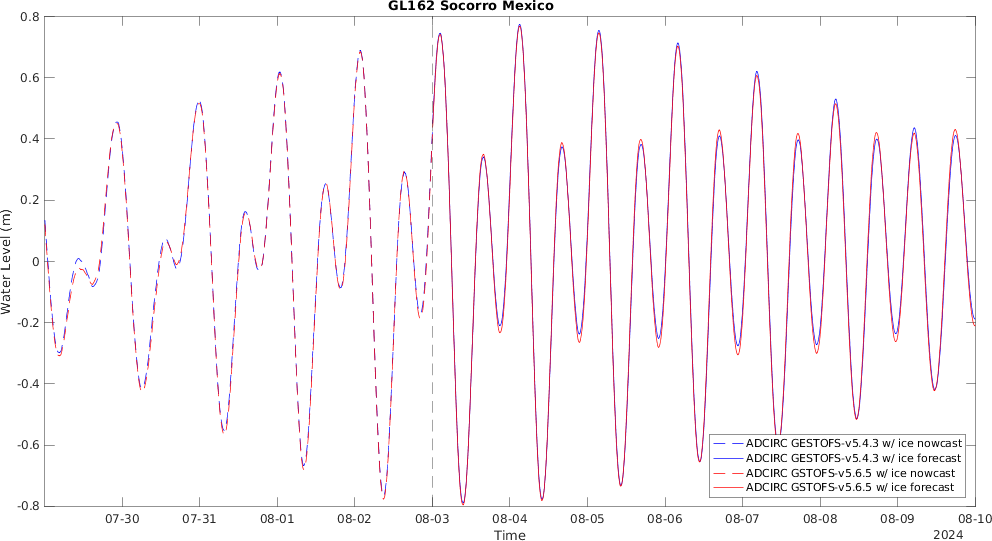 GL162 Socorro Mexico
0.8
0.6
0.4
0.2
0
-0.2
-0.4
-0.6
-0.8
Water Level (m)
ADCIRC GESTOFS-v5.4.3 w/ ice nowcast
ADCIRC GESTOFS-v5.4.3 w/ ice forecast
ADCIRC GSTOFS-v5.6.5 w/ ice nowcast
ADCIRC GSTOFS-v5.6.5 w/ ice forecast
07-30 07-31 08-01 08-02 08-03 08-04 08-05 08-06 08-07 08-08 08-09 08-10
Time
2024